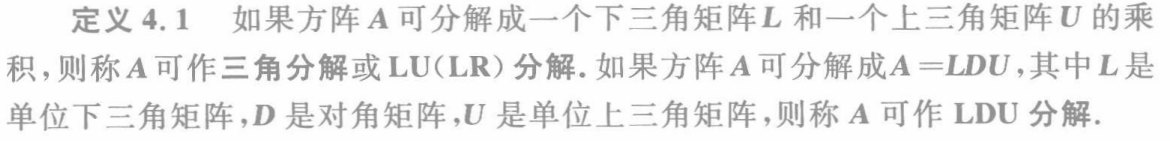 定义 4.1 如果方阵 A 可分解成一个下三角矩阵 L 和一个上三角矩阵 U 的乘
积,则称 A 可作三角分解或 LU(LR) 分解. 如果方阵 A 可分解成 A=LDU,其中 L 是
单位下三角矩阵,D 是对角矩阵,U 是单位上三角矩阵,则称 A 可作 LDU 分解.